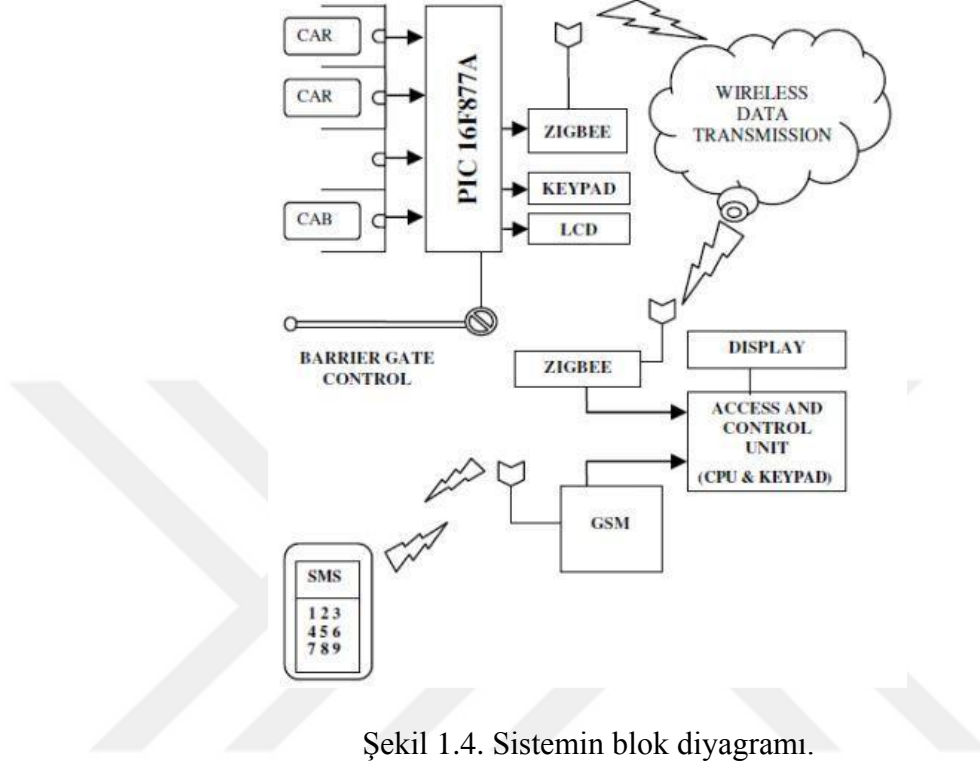 CAR
CAR
CAB
PIC 16F877A
ZIGBEE
KEYPAD
LCD
WIRELESS
DATA
TRANSMISSION
BARRIER GATE
CONTROL
ZIGBEE
DISPLAY
ACCESS AND
CONTROL
UNIT
(CPU & KEYPAD)
GSM
SMS
1 2 3
4 5 6
7 8 9
Şekil 1.4. Sistemin blok diyagramı.